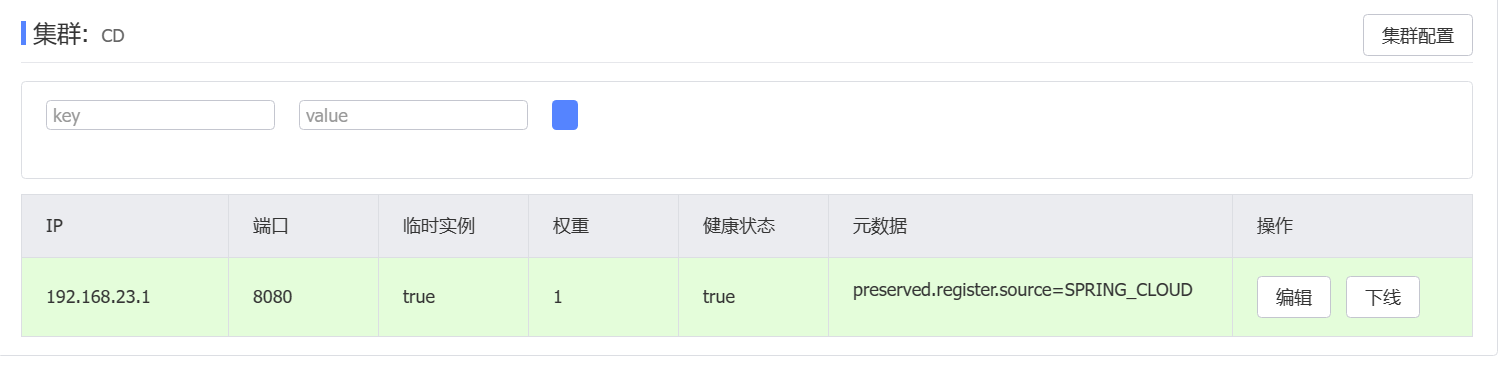 集群: CD
集群配置
key value
IP 端口 临时实例 权重 健康状态 元数据 操作
192.168.23.1 8080 true 1 true preserved.register.source=SPRING_CLOUD 编辑 下线